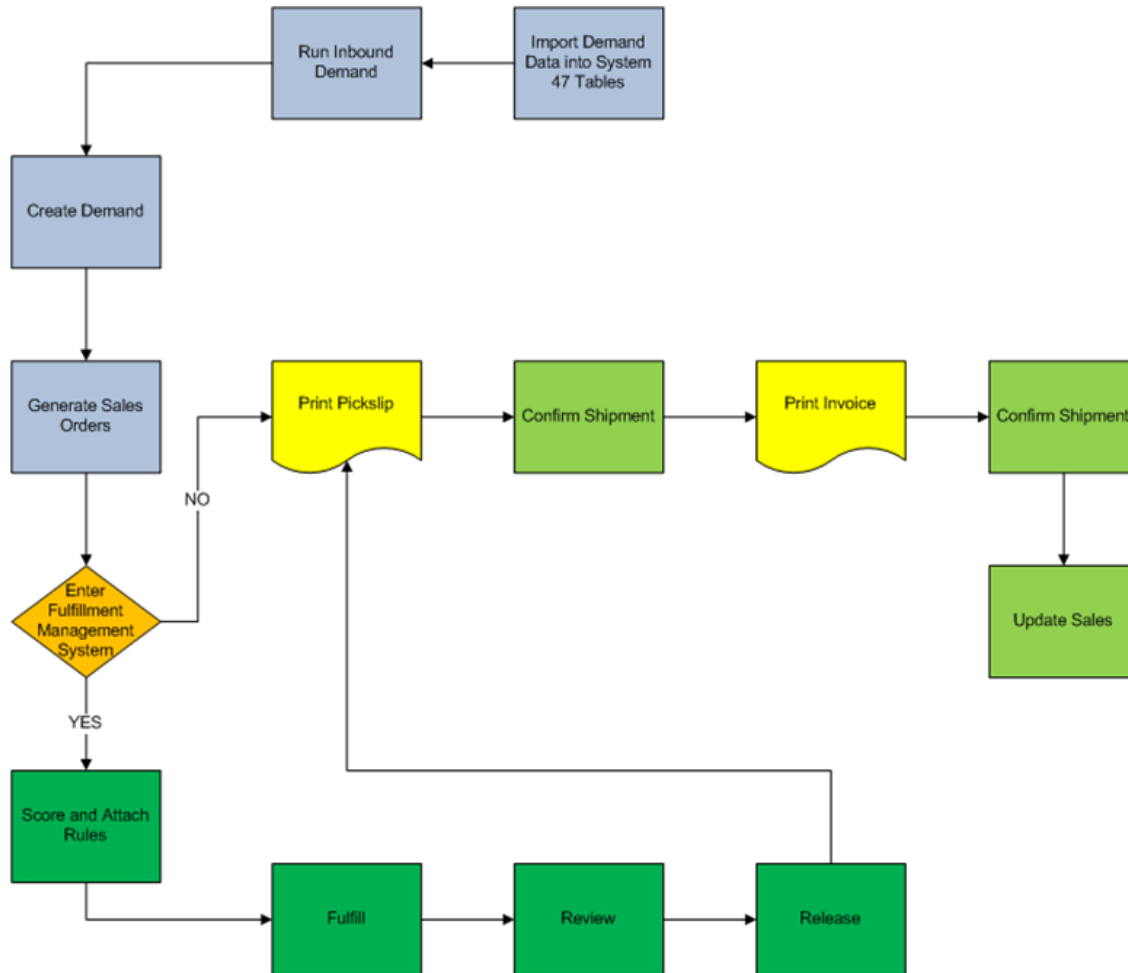 Run Inbound
Demand
Import Demand
Data into System
47 Tables
Create Demand
Generate Sales
Orders
Print Pickslip
Confirm Shipment
Print Invoice
Confirm Shipment
NO
Enter
Fulfillment
Management
System
Update Sales
YES
Score and Attach
Rules
Fulfill
Review
Release